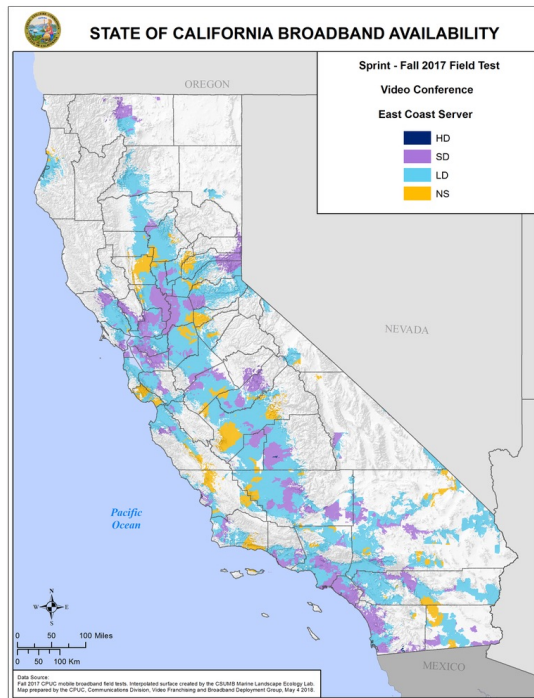 STATE OF CALIFORNIA BROADBAND AVAILABILITY
OREGON
Sprint - Fall 2017 Field Test
Video Conference
East Coast Server
HD
SD
LD
NS
NEVADA
Pacific
Ocean
N
W
E
S
0 50 100 Miles
0 50 100 Km
MEXICO
Data Source:
Fall 2017 CPUC mobile broadband field tests. Interpolated surface created by the CSUMB Marine Landscape Ecology Lab.
Map prepared by the CPUC, Communications Division, Video Franchising and Broadband Deployment Group, May 4 2018.